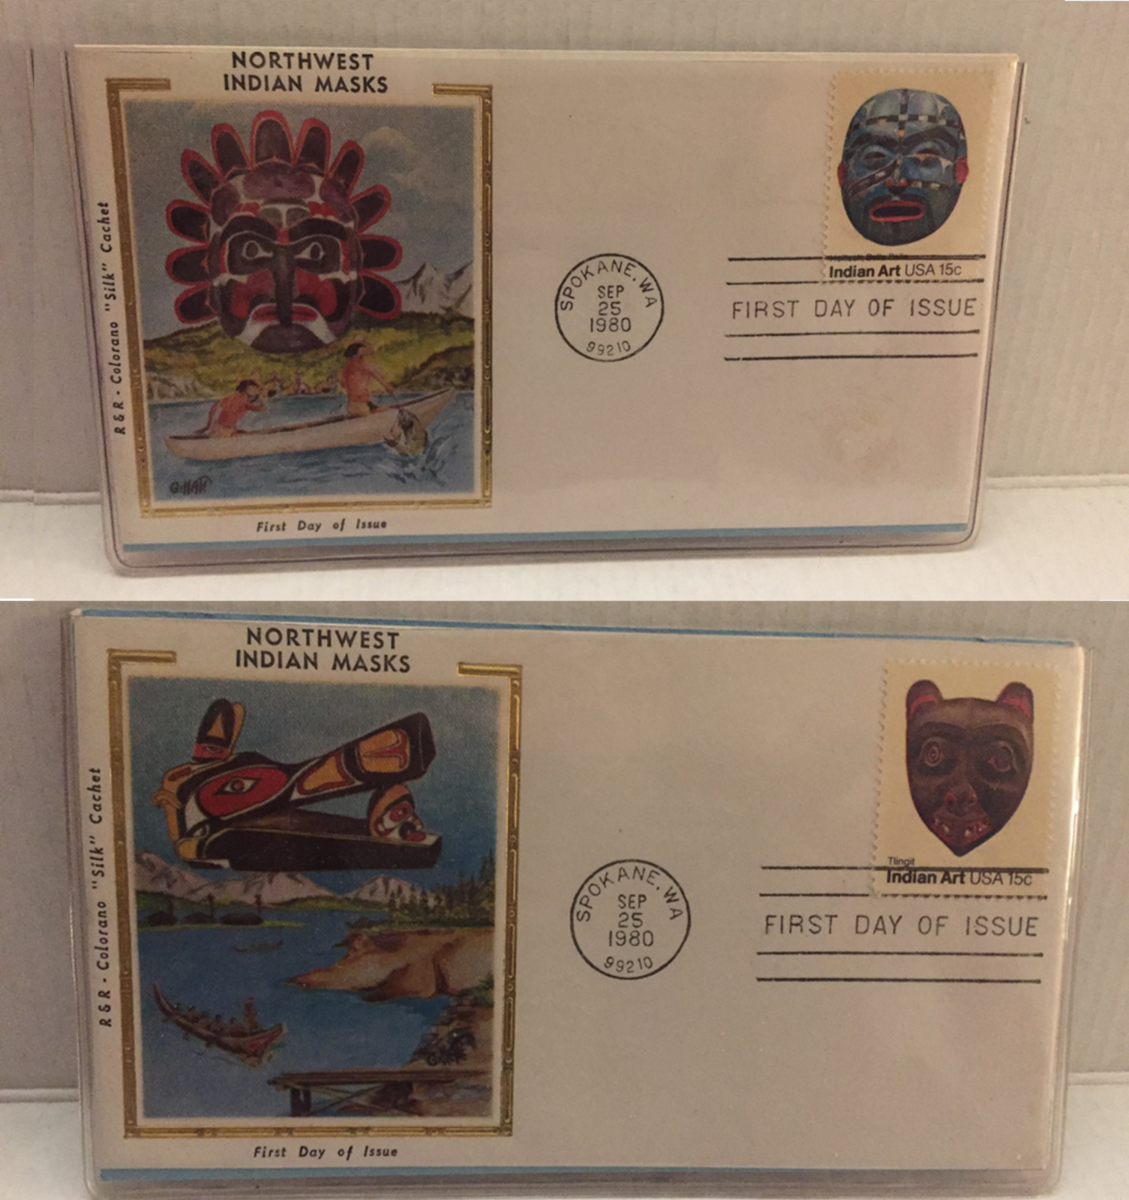 NORTHWEST
INDIAN MASKS
R & R - Colorano "Silk" Cachet
First Day of Issue
SPOKANE, WA
SEP
25
1980
99210
Indian Art USA 15c
FIRST DAY OF ISSUE
NORTHWEST
INDIAN MASKS
R & R - Colorano "Silk" Cachet
First Day of Issue
SPOKANE, WA
SEP
25
1980
99210
Tlingit
Indian Art USA 15c
FIRST DAY OF ISSUE